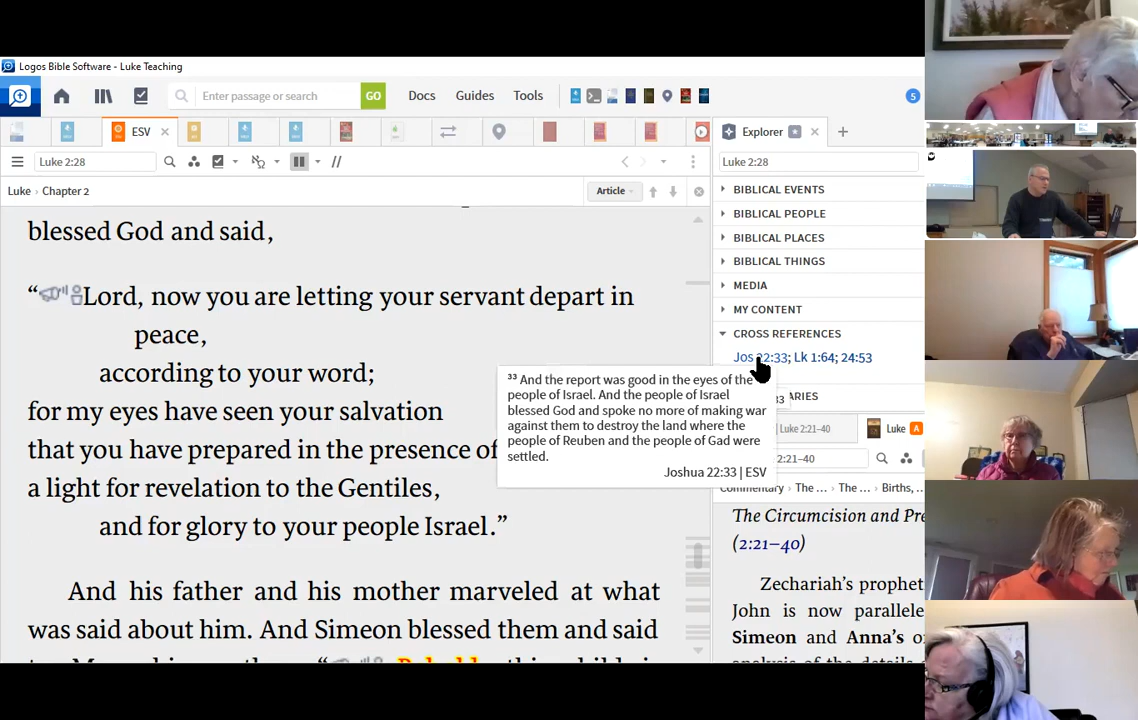 Logos Bible Software - Luke Teaching
Enter passage or search
GO
Docs
Guides
Tools
5
ESV
Explorer
Luke 2:28
Luke 2:28
Luke › Chapter 2
Article
blessed God and said,
“Lord, now you are letting your servant depart in
peace,
according to your word;
for my eyes have seen your salvation
that you have prepared in the presence of
a light for revelation to the Gentiles,
and for glory to your people Israel.”
And his father and his mother marveled at what
was said about him. And Simeon blessed them and said
BIBLICAL EVENTS
BIBLICAL PEOPLE
BIBLICAL PLACES
BIBLICAL THINGS
MEDIA
MY CONTENT
CROSS REFERENCES
Jos 22:33; Lk 1:64; 24:53
33 And the report was good in the eyes of the
people of Israel. And the people of Israel
blessed God and spoke no more of making war
against them to destroy the land where the
people of Reuben and the people of Gad were
settled.
Joshua 22:33 | ESV
33
ARIES
Luke 2:21–40
Luke
A
2:21–40
Commentary › The ... › The ... › Births,
The Circumcision and Pre
(2:21–40)
Zechariah’s prophet
John is now parallele
Simeon and Anna’s o